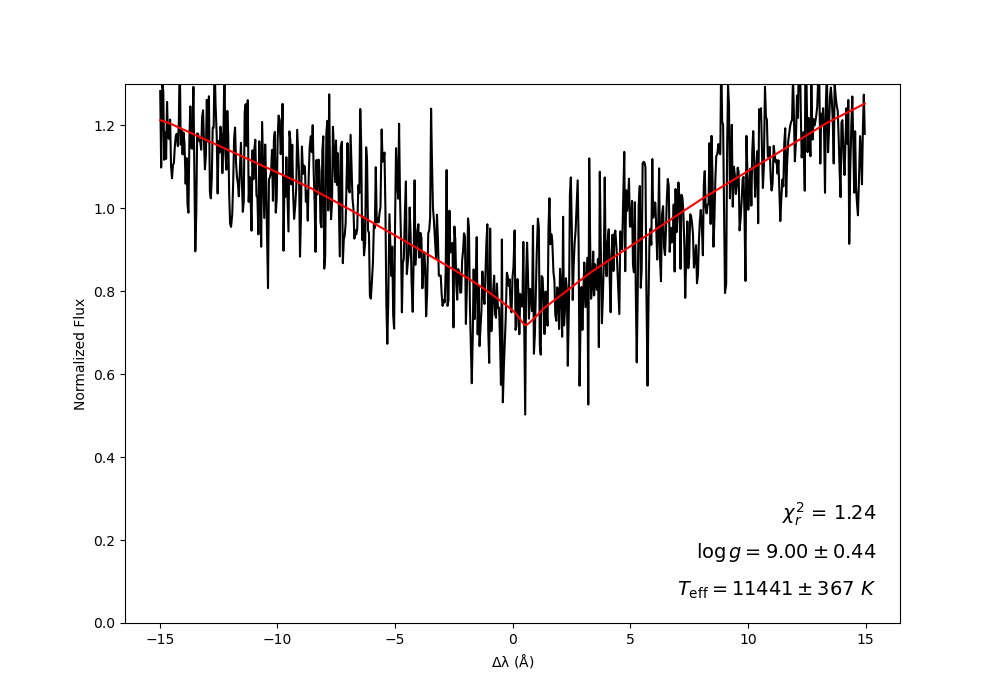 1.2
1.0
0.8
0.6
0.4
0.2
0.0
Normalized Flux
χ²ᵣ = 1.24
log g = 9.00 ± 0.44
T_eff = 11441 ± 367 K
−15 −10 −5 0 5 10 15
Δλ (Å)